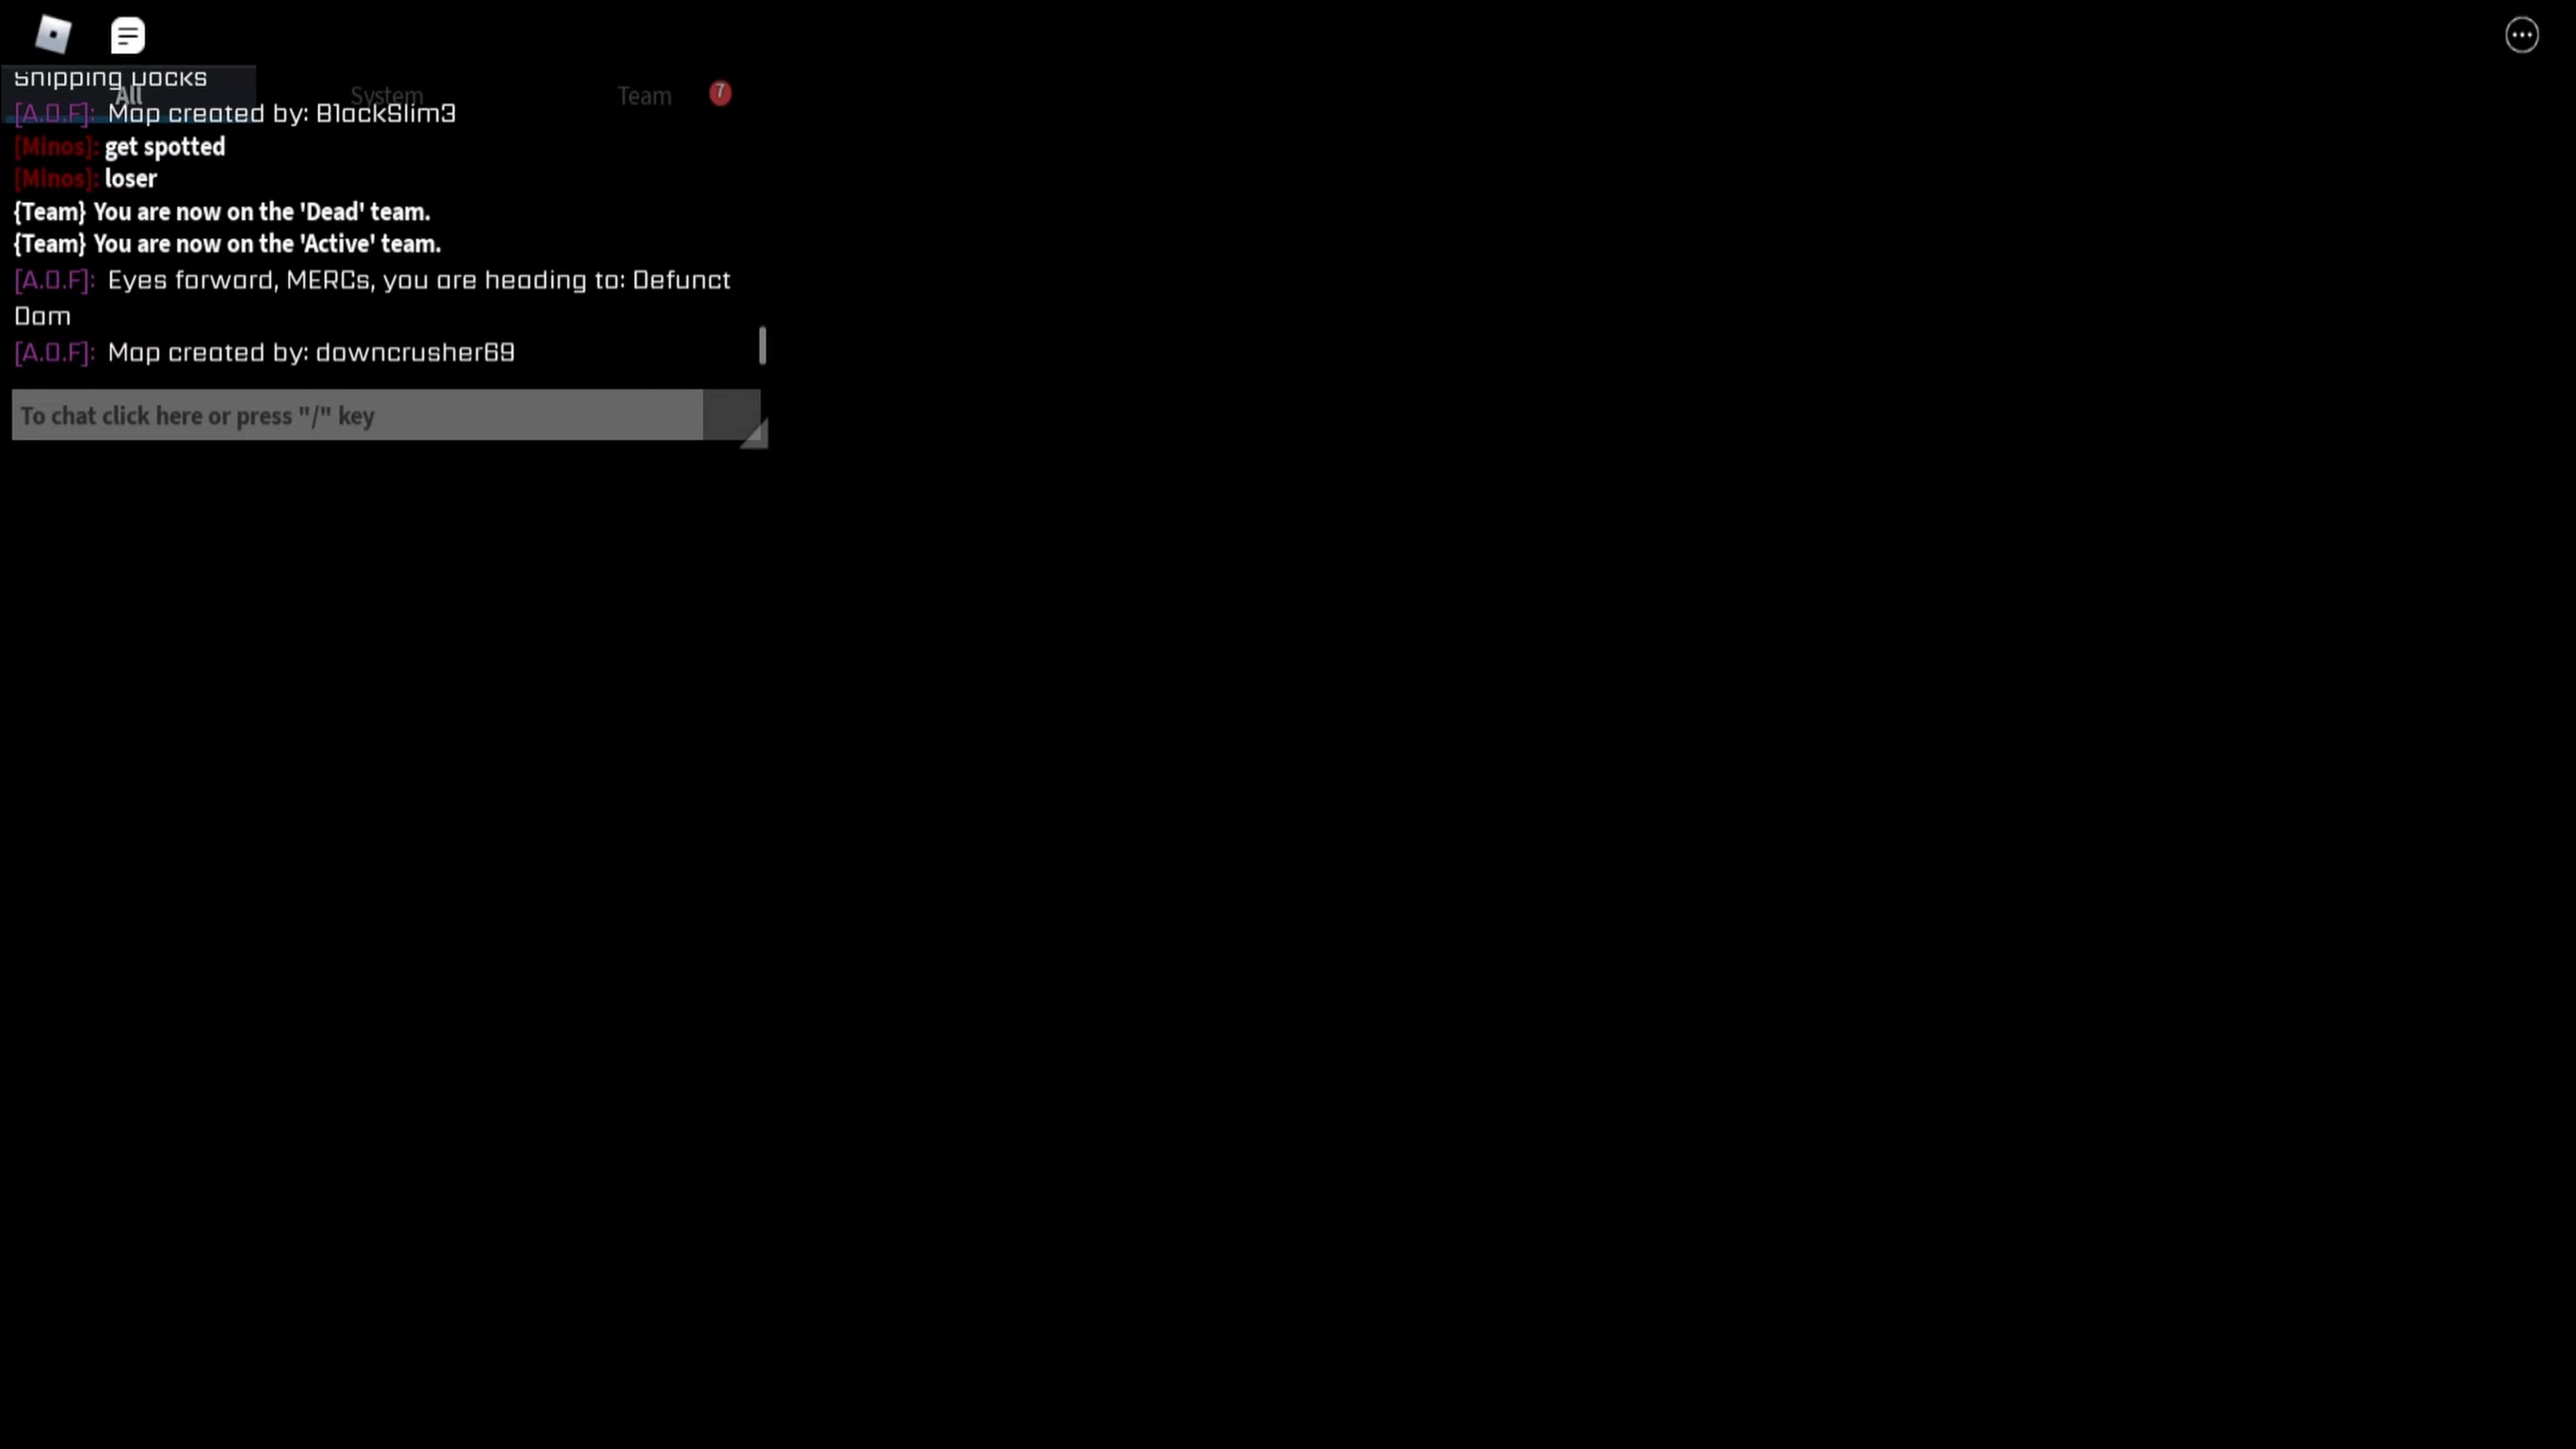 Shipping Docks
All System Team 7
[A.O.F]: Map created by: BlackSlim3
[Minos]: get spotted
[Minos]: loser
{Team} You are now on the 'Dead' team.
{Team} You are now on the 'Active' team.
[A.O.F]: Eyes forward, MERCs, you are heading to: Defunct
Dam
[A.O.F]: Map created by: downcrusher69
To chat click here or press "/" key